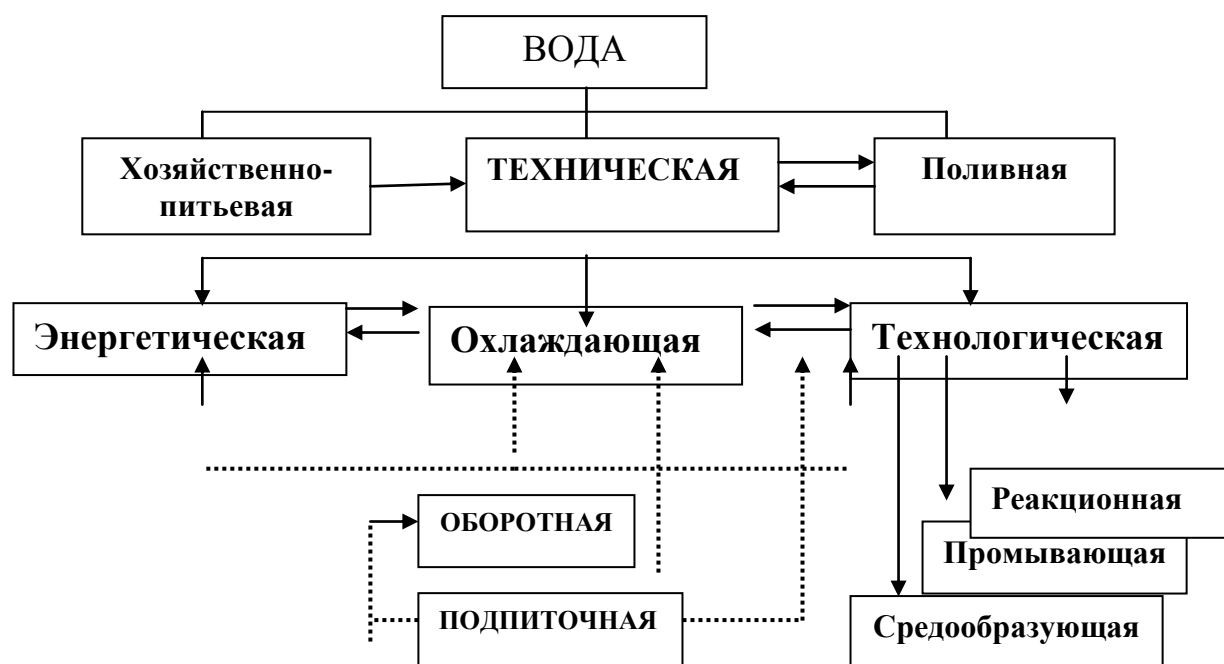 ВОДА
Хозяйственно-
питьевая
ТЕХНИЧЕСКАЯ
Поливная
Энергетическая
Охлаждающая
Технологическая
Реакционная
ОБОРОТНАЯ
Промывающая
ПОДПИТОЧНАЯ
Средообразующая